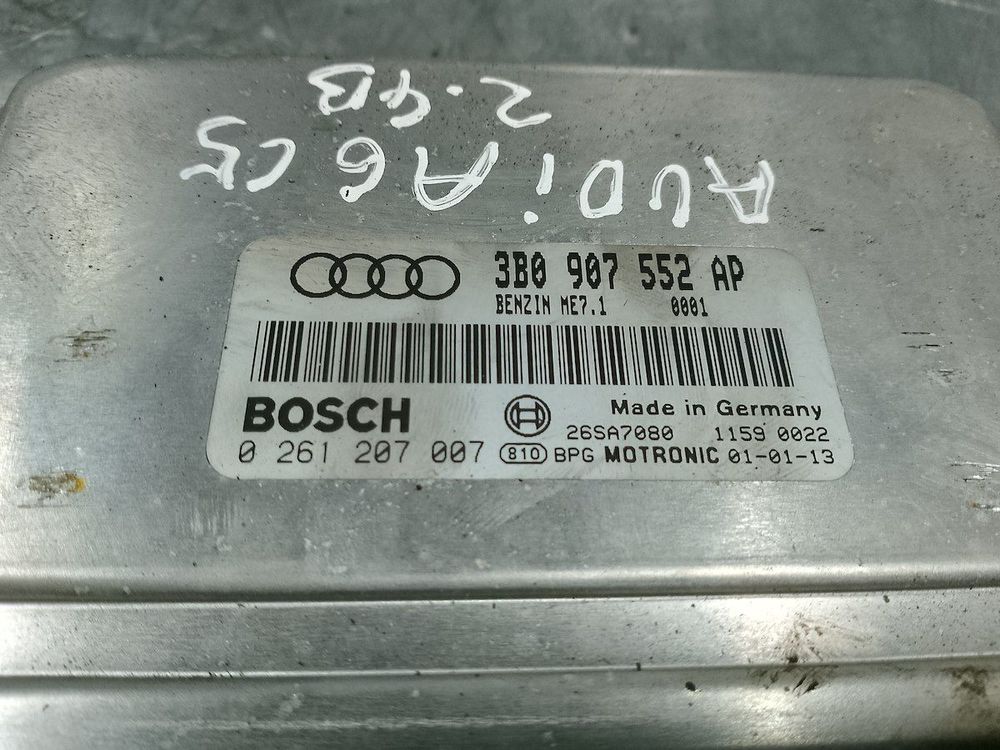 AUDi A6 C5
2.4B
3B0 907 552 AP
BENZIN ME7.1 0001
BOSCH
Made in Germany
26SA7080 1159 0022
0 261 207 007 810 BPG MOTRONIC 01-01-13